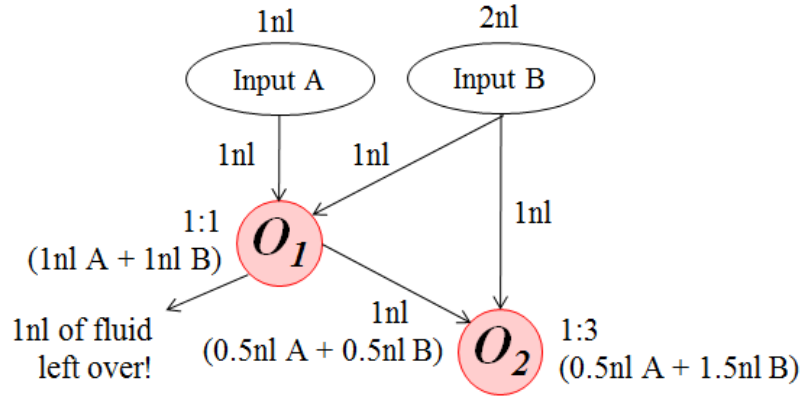 1nl
2nl
Input A
Input B
1nl
1nl
1nl
1:1
(1nl A + 1nl B)
O1
1nl of fluid
left over!
1nl
(0.5nl A + 0.5nl B)
O2
1:3
(0.5nl A + 1.5nl B)